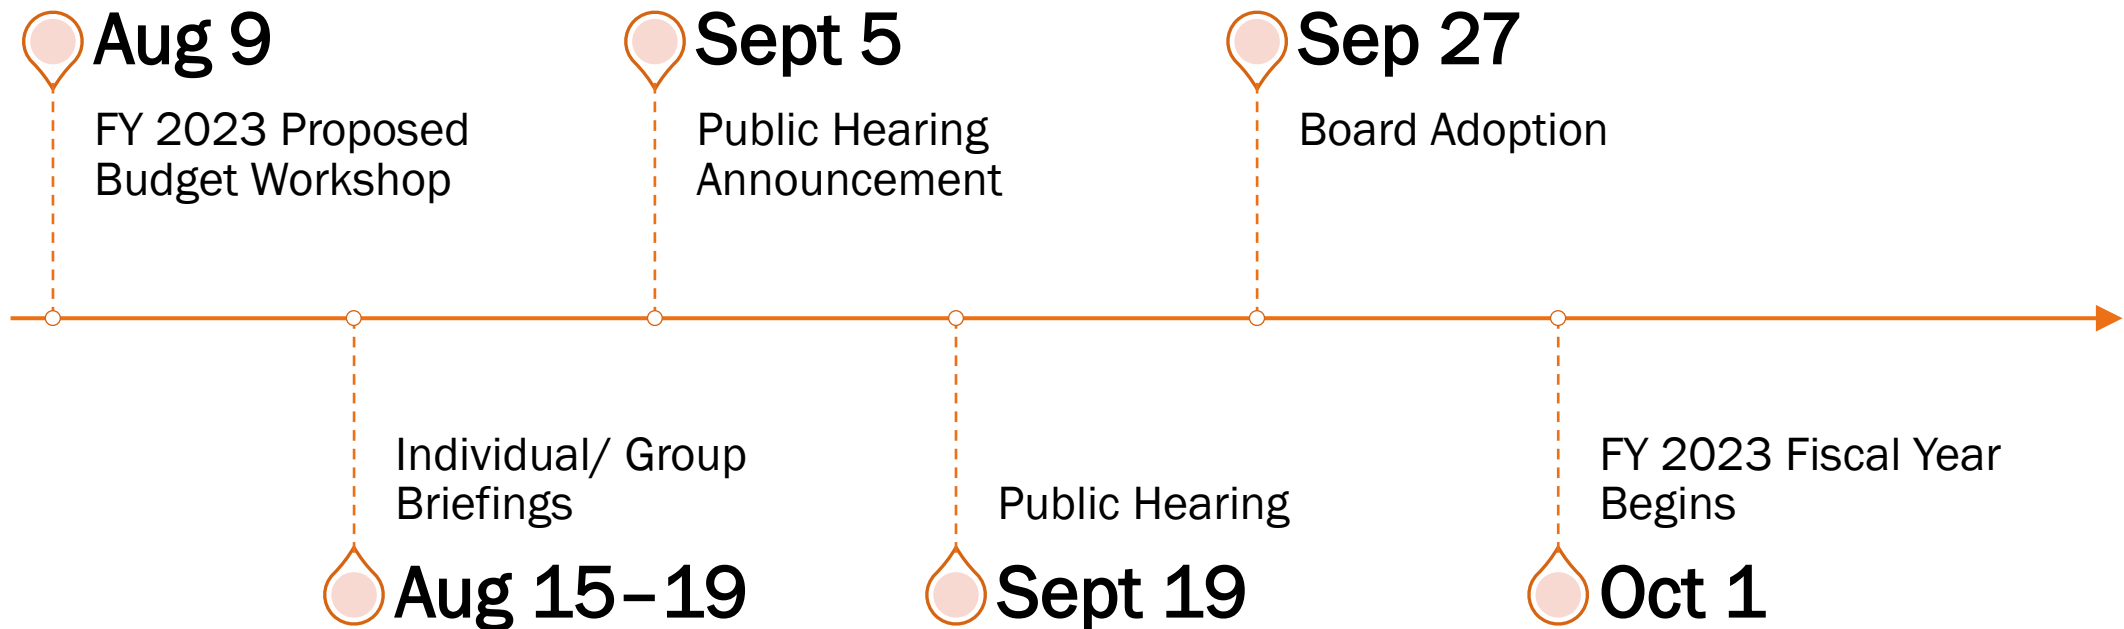 Aug 9
FY 2023 Proposed
Budget Workshop
Individual/ Group
Briefings
Aug 15–19
Sept 5
Public Hearing
Announcement
Public Hearing
Sept 19
Sep 27
Board Adoption
FY 2023 Fiscal Year
Begins
Oct 1